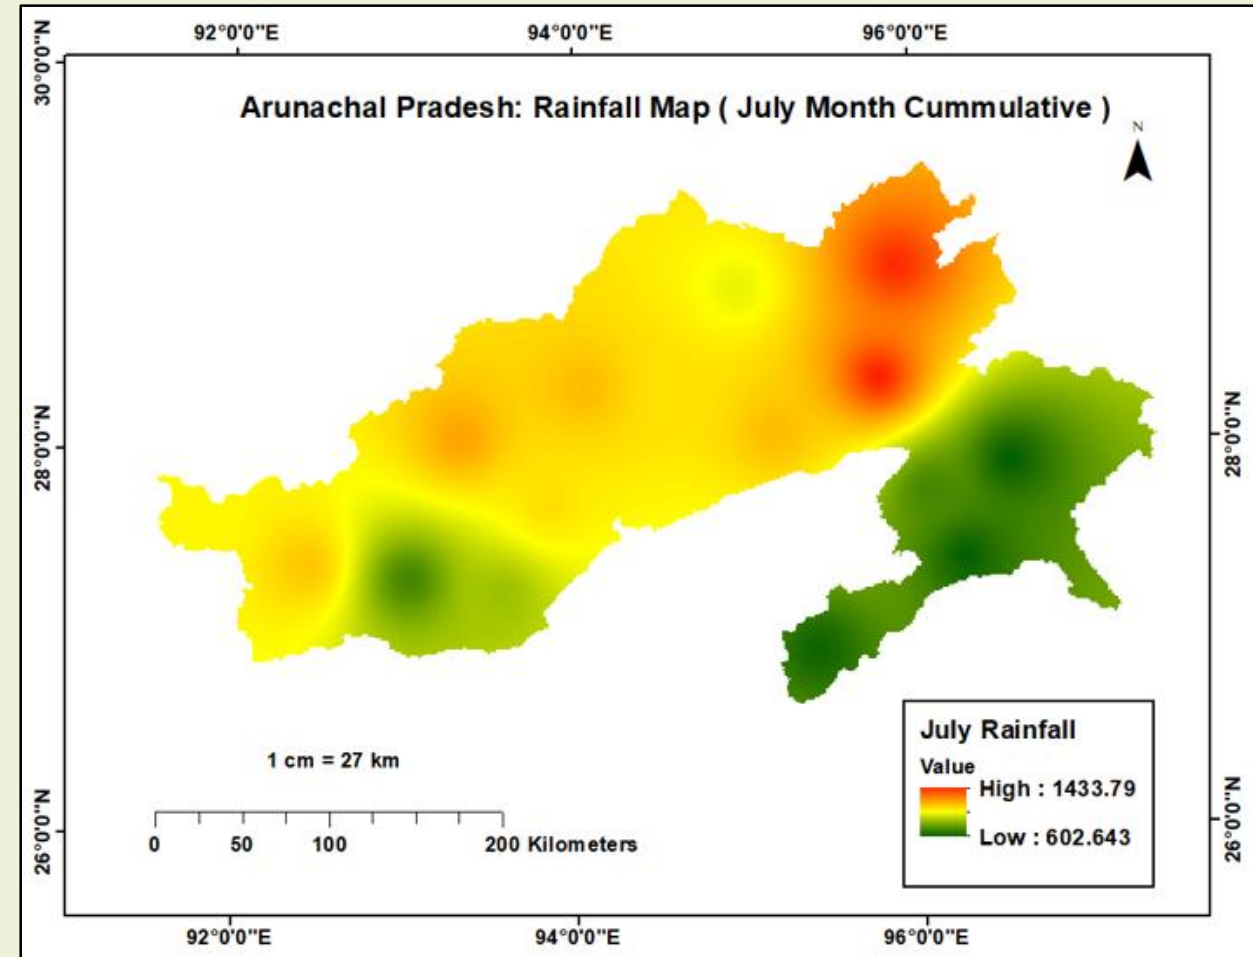 92°0'0"E 94°0'0"E 96°0'0"E
30°0'0"N
Arunachal Pradesh: Rainfall Map ( July Month Cummulative )
N
28°0'0"N 28°0'0"N
1 cm = 27 km
0 50 100 200 Kilometers
July Rainfall
Value
High : 1433.79
Low : 602.643
26°0'0"N 26°0'0"N
92°0'0"E 94°0'0"E 96°0'0"E